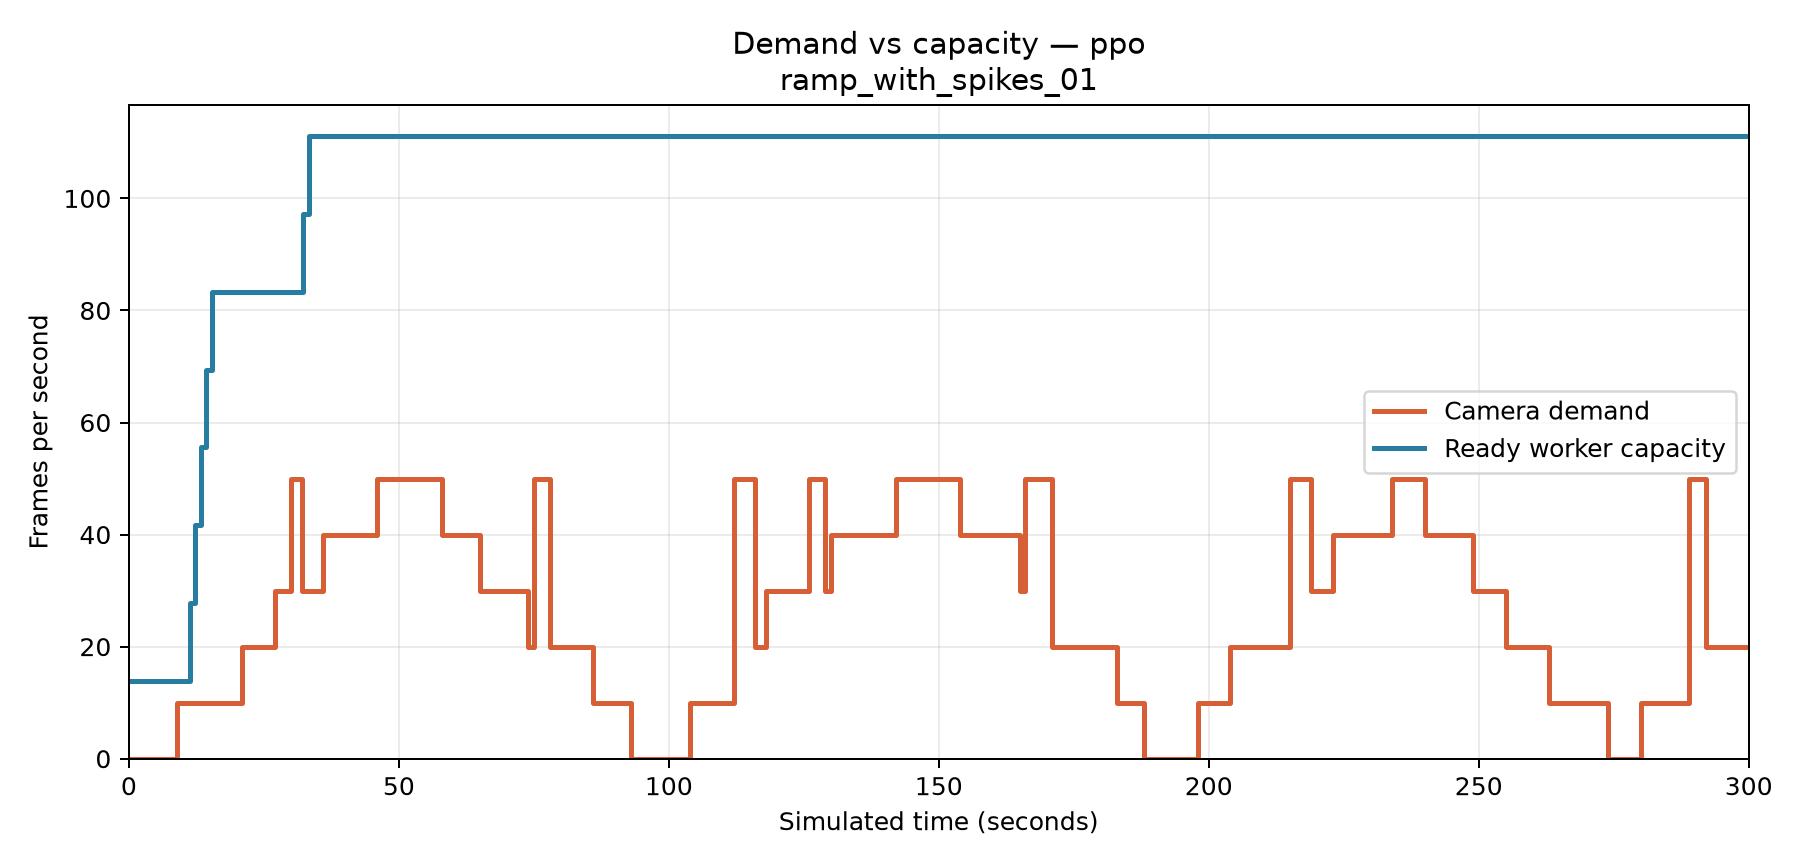 Demand vs capacity — ppo
ramp_with_spikes_01
Frames per second
100
80
60
40
20
0
Camera demand
Ready worker capacity
0 50 100 150 200 250 300
Simulated time (seconds)